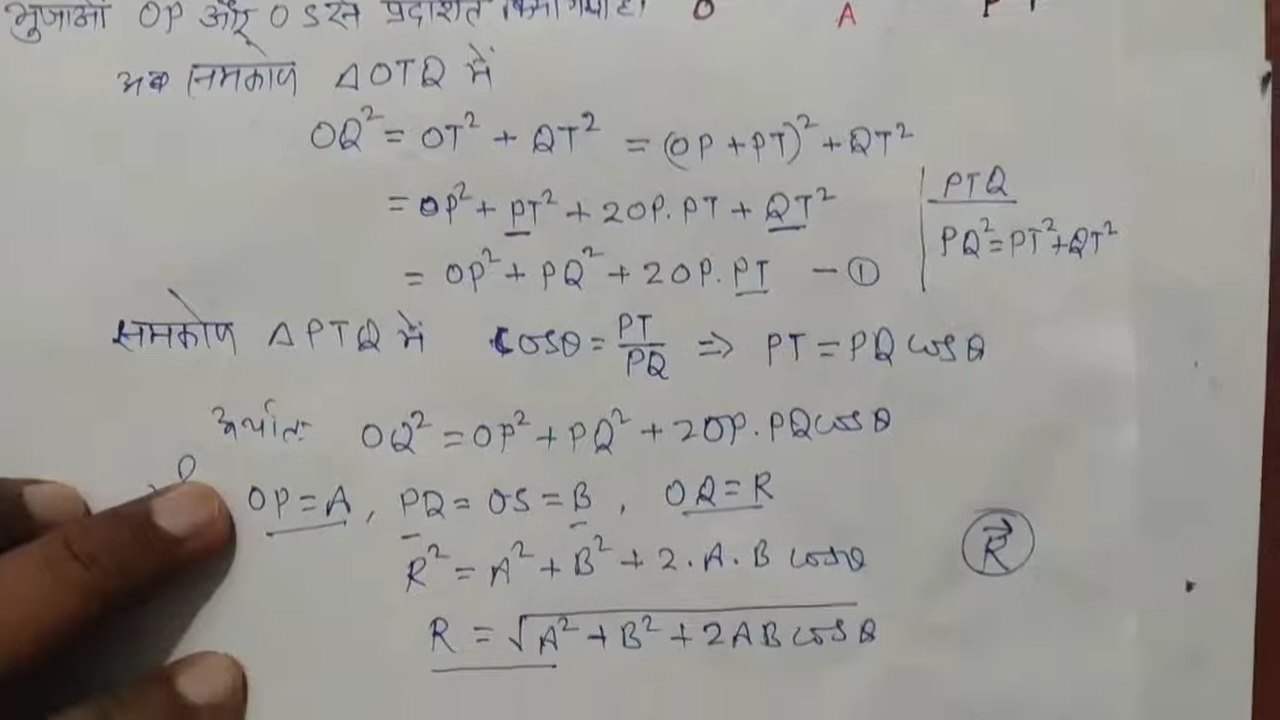 भुजाओं OP और OS से प्रदर्शित किया गया है। O A P T
अब समकोण ΔOTQ में
OQ² = OT² + QT² = (OP + PT)² + QT²
= OP² + PT² + 2OP.PT + QT²
PTQ
PQ² = PT² + QT²
= OP² + PQ² + 2OP.PT — ①
समकोण ΔPTQ में cosθ = PT/PQ ⇒ PT = PQ cosθ
अर्थात: OQ² = OP² + PQ² + 2OP.PQ cosθ
OP = A, PQ = OS = B, OQ = R
R² = A² + B² + 2.A.B cosθ
R⃗
R = √A² + B² + 2AB cosθ